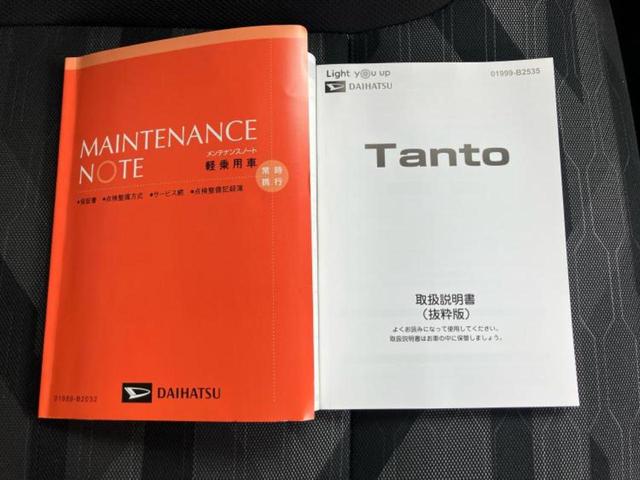 MAINTENANCE
NOTE
メンテナンスノート
軽乗用車
常時
携行
●保証書 ●点検整備方式 ●サービス網 ●点検整備記録簿
DAIHATSU
01999-B2032
Light you up
01999-B2535
DAIHATSU
Tanto
取扱説明書
(抜粋版)
よくお読みになって使用してください。
取扱説明書はお車の中に保管しましょう。